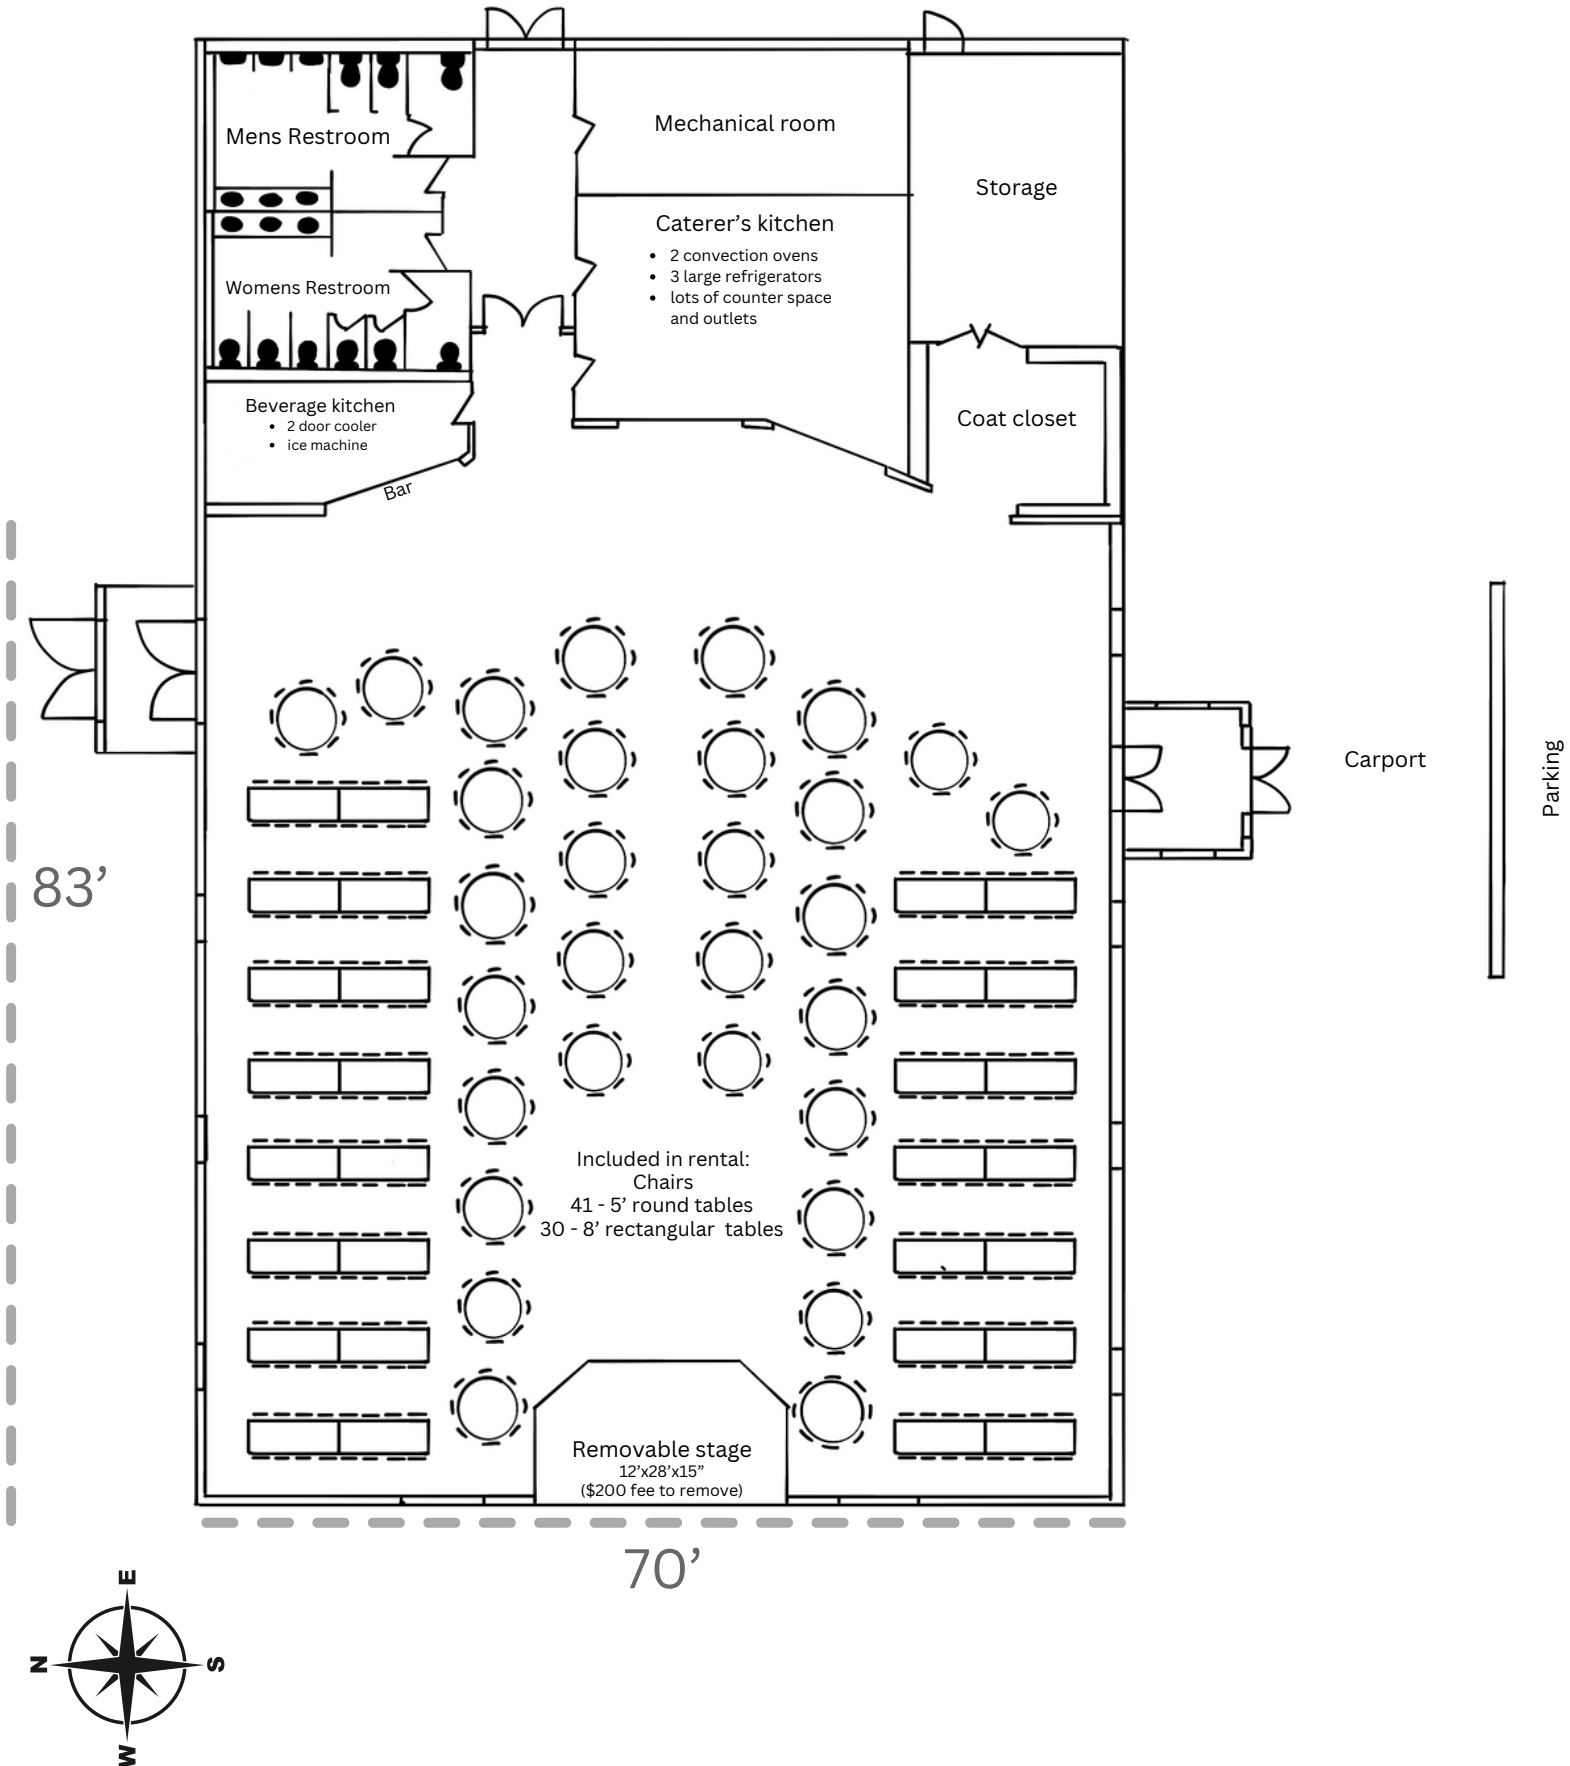 Mens Restroom
Mechanical room
Storage
Caterer’s kitchen
• 2 convection ovens
• 3 large refrigerators
• lots of counter space
and outlets
Womens Restroom
Beverage kitchen
• 2 door cooler
• ice machine
Bar
Coat closet
Carport
Parking
83’
Included in rental:
Chairs
41 - 5’ round tables
30 - 8’ rectangular tables
Removable stage
12’x28’x15”
($200 fee to remove)
70’
E
N
S
W